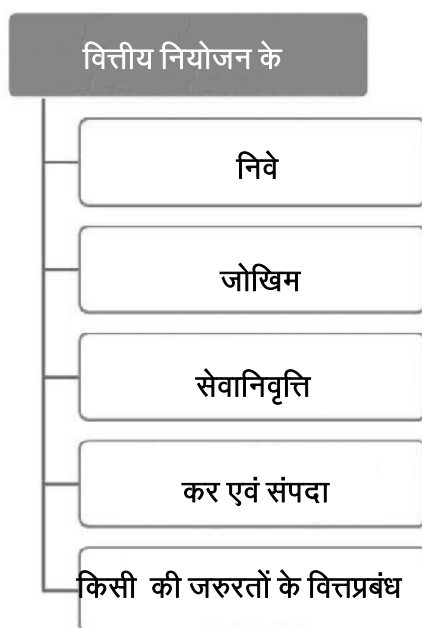 वित्तीय नियोजन के
निवे
जोखिम
सेवानिवृत्ति
कर एवं संपदा
किसी की जरुरतों के वित्तप्रबंध